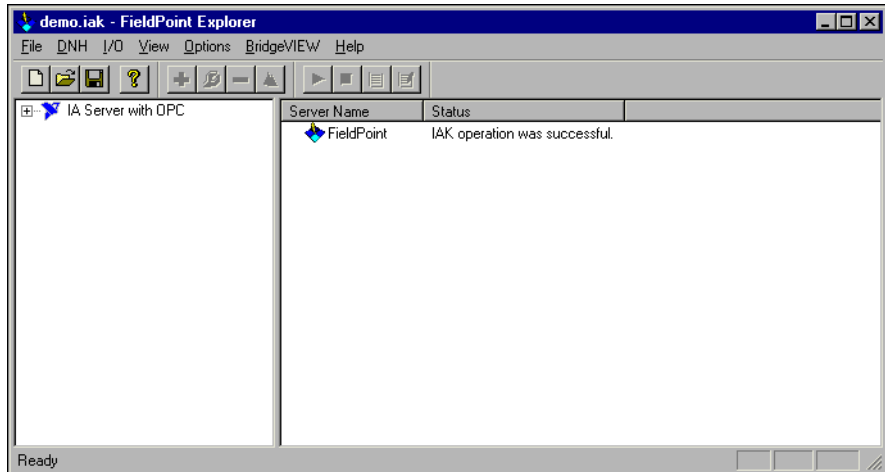 demo.iak - FieldPoint Explorer
File DNH I/O View Options BridgeVIEW Help
IA Server with OPC
Server Name Status
FieldPoint IAK operation was successful.
Ready